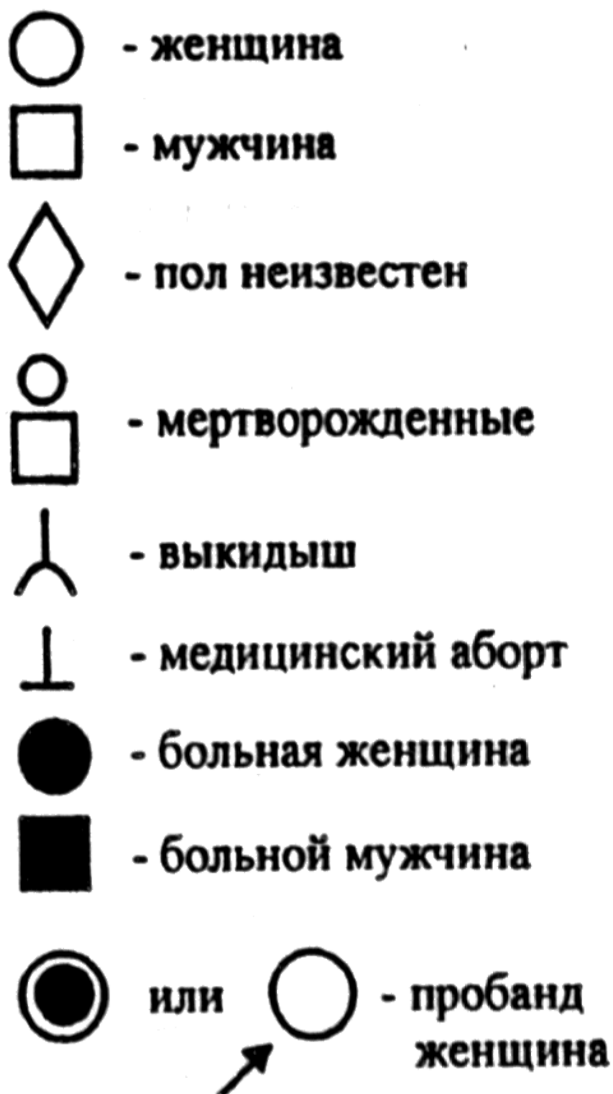 - женщина
- мужчина
- пол неизвестен
- мертворожденные
- выкидыш
- медицинский аборт
- больная женщина
- больной мужчина
или - пробанд
женщина